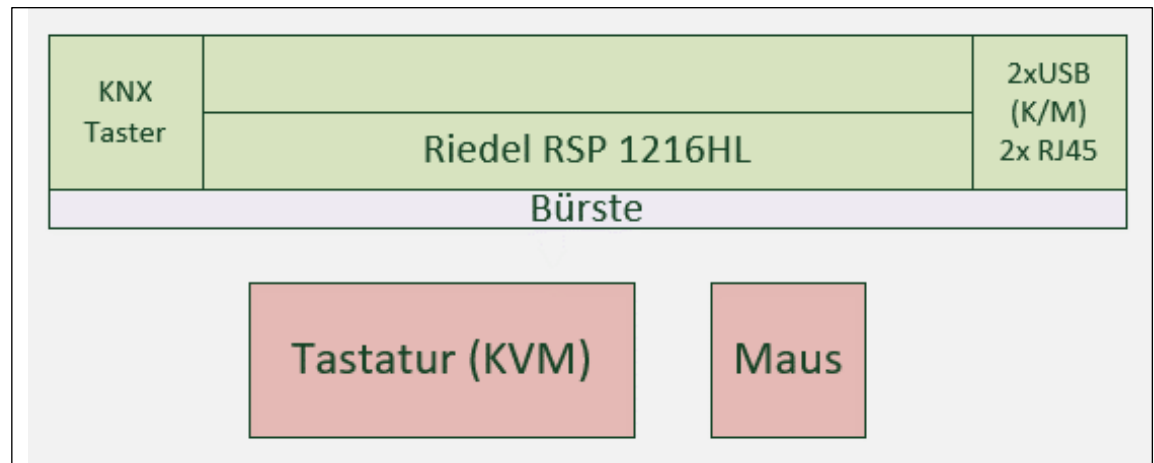 KNX
Taster
Riedel RSP 1216HL
2xUSB
(K/M)
2x RJ45
Bürste
Tastatur (KVM)
Maus